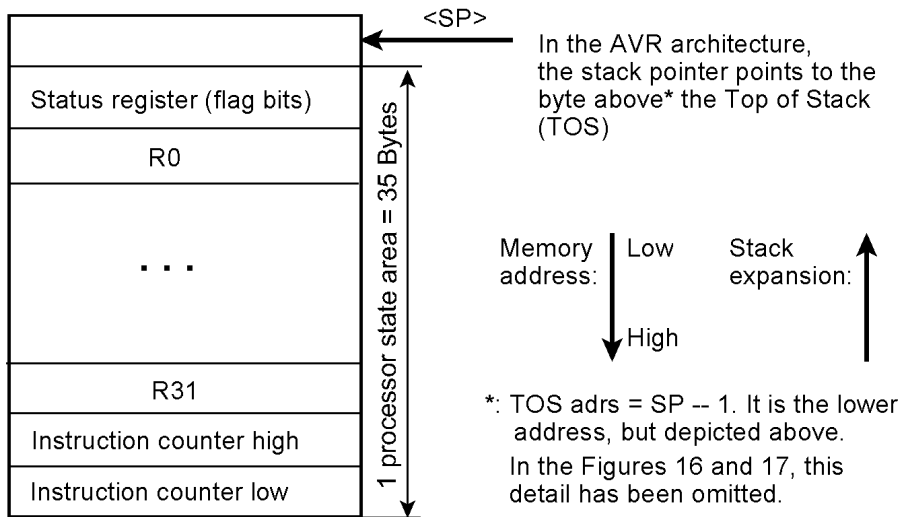 <SP>
In the AVR architecture,
the stack pointer points to the
byte above* the Top of Stack
(TOS)
Status register (flag bits)
R0
. . .
R31
Instruction counter high
Instruction counter low
1 processor state area = 35 Bytes
Memory
address:
Low
High
Stack
expansion:
*: TOS adrs = SP -- 1. It is the lower
address, but depicted above.
In the Figures 16 and 17, this
detail has been omitted.